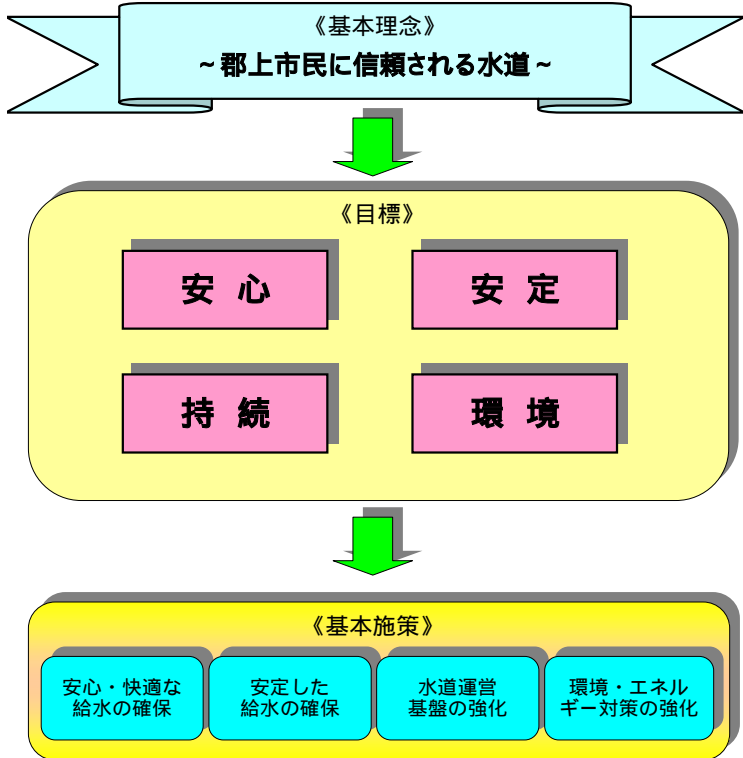 《基本理念》
～郡上市民に信頼される水道～
《目標》
安 心
安 定
持 続
環 境
《基本施策》
安心・快適な
給水の確保
安定した
給水の確保
水道運営
基盤の強化
環境・エネル
ギー対策の強化